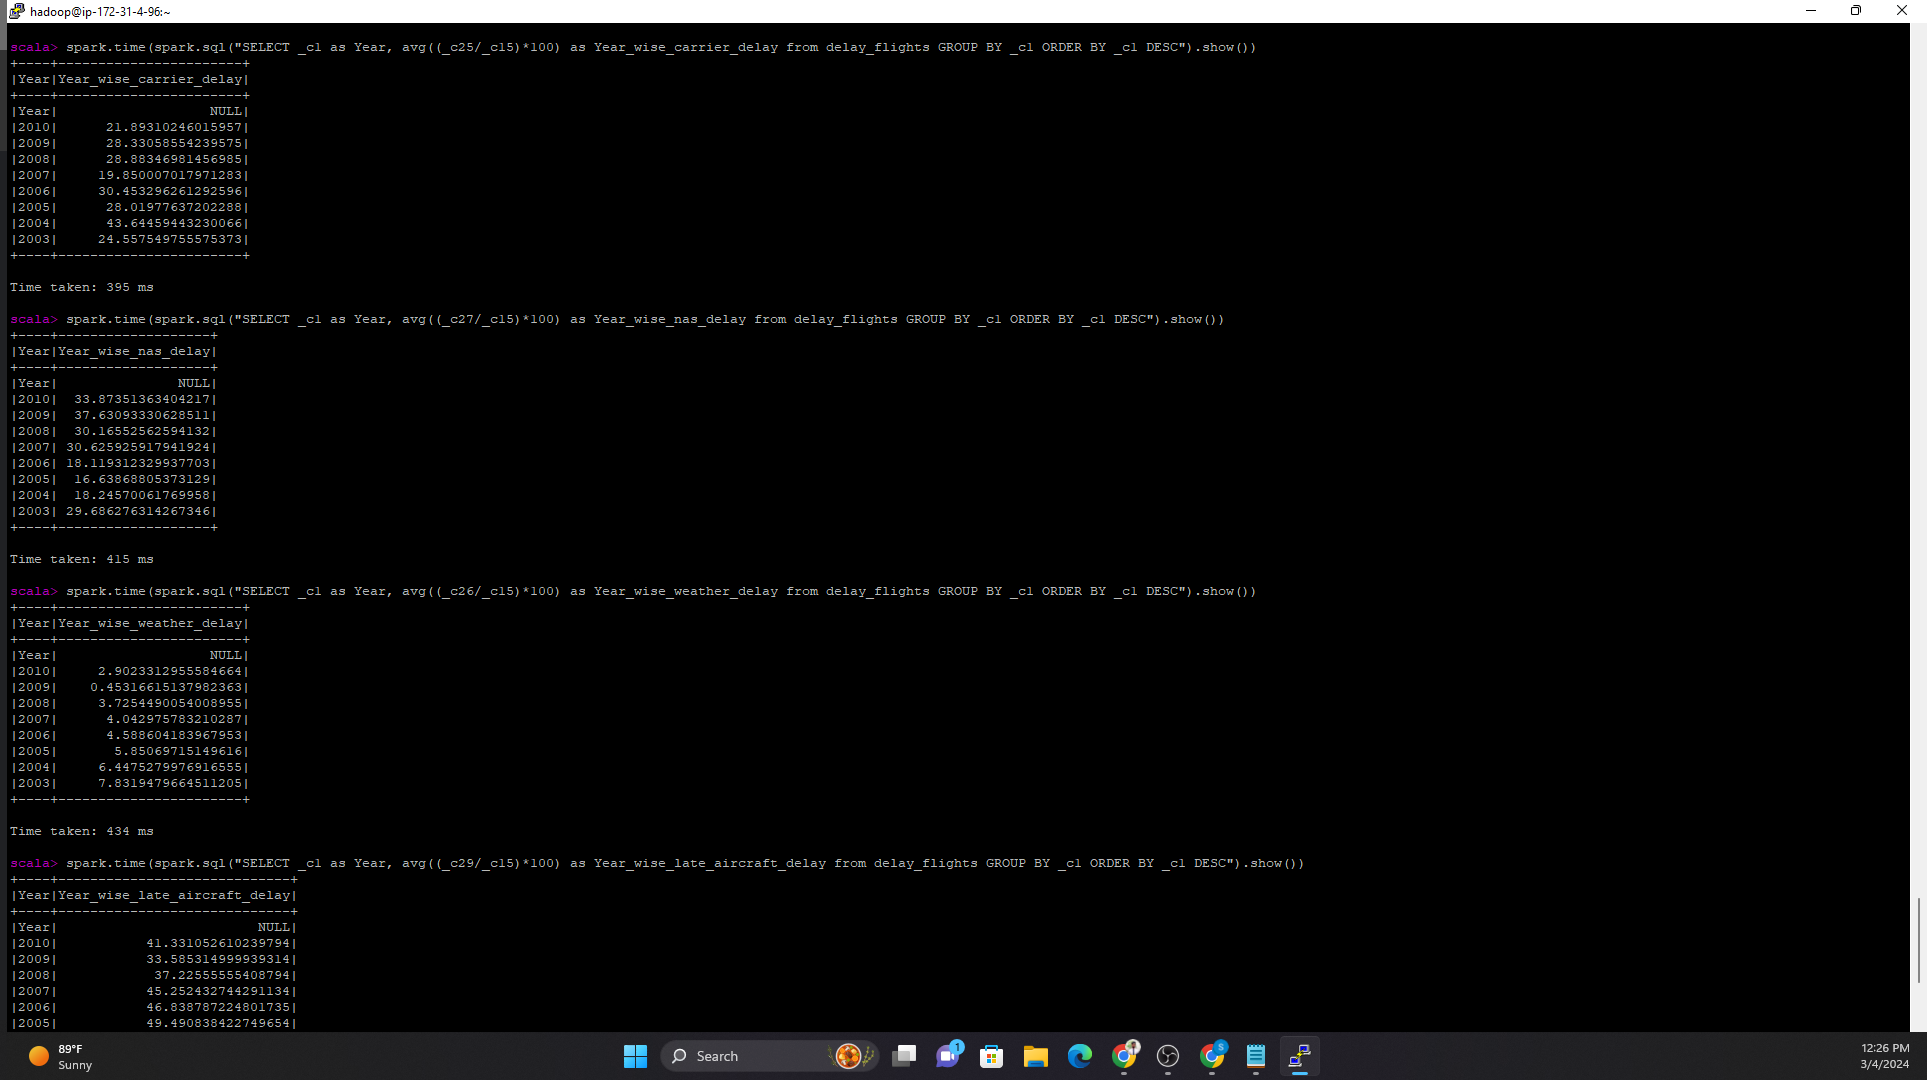 hadoop@ip-172-31-4-96:~
scala> spark.time(spark.sql("SELECT _c1 as Year, avg((_c25/_c15)*100) as Year_wise_carrier_delay from delay_flights GROUP BY _c1 ORDER BY _c1 DESC").show())
+----+-----------------------+
|Year|Year_wise_carrier_delay|
+----+-----------------------+
|Year|                   NULL|
|2010|      21.89310246015957|
|2009|      28.33058554239575|
|2008|      28.88346981456985|
|2007|     19.850007017971283|
|2006|     30.453296261292596|
|2005|      28.01977637202288|
|2004|      43.64459443230066|
|2003|     24.557549755575373|
+----+-----------------------+
Time taken: 395 ms
scala> spark.time(spark.sql("SELECT _c1 as Year, avg((_c27/_c15)*100) as Year_wise_nas_delay from delay_flights GROUP BY _c1 ORDER BY _c1 DESC").show())
+----+-------------------+
|Year|Year_wise_nas_delay|
+----+-------------------+
|Year|               NULL|
|2010|  33.87351363404217|
|2009|  37.63093330628511|
|2008|  30.16552562594132|
|2007| 30.625925917941924|
|2006| 18.119312329937703|
|2005|  16.63868805373129|
|2004|  18.24570061769958|
|2003| 29.686276314267346|
+----+-------------------+
Time taken: 415 ms
scala> spark.time(spark.sql("SELECT _c1 as Year, avg((_c26/_c15)*100) as Year_wise_weather_delay from delay_flights GROUP BY _c1 ORDER BY _c1 DESC").show())
+----+-----------------------+
|Year|Year_wise_weather_delay|
+----+-----------------------+
|Year|                   NULL|
|2010|     2.9023312955584664|
|2009|    0.45316615137982363|
|2008|     3.7254490054008955|
|2007|      4.042975783210287|
|2006|      4.588604183967953|
|2005|       5.85069715149616|
|2004|     6.4475279976916555|
|2003|     7.8319479664511205|
+----+-----------------------+
Time taken: 434 ms
scala> spark.time(spark.sql("SELECT _c1 as Year, avg((_c29/_c15)*100) as Year_wise_late_aircraft_delay from delay_flights GROUP BY _c1 ORDER BY _c1 DESC").show())
+----+-----------------------------+
|Year|Year_wise_late_aircraft_delay|
+----+-----------------------------+
|Year|                         NULL|
|2010|           41.331052610239794|
|2009|           33.585314999939314|
|2008|            37.22555555408794|
|2007|           45.252432744291134|
|2006|           46.838787224801735|
|2005|           49.490838422749654|
89°F
Sunny
Search
1
S
12:26 PM
3/4/2024